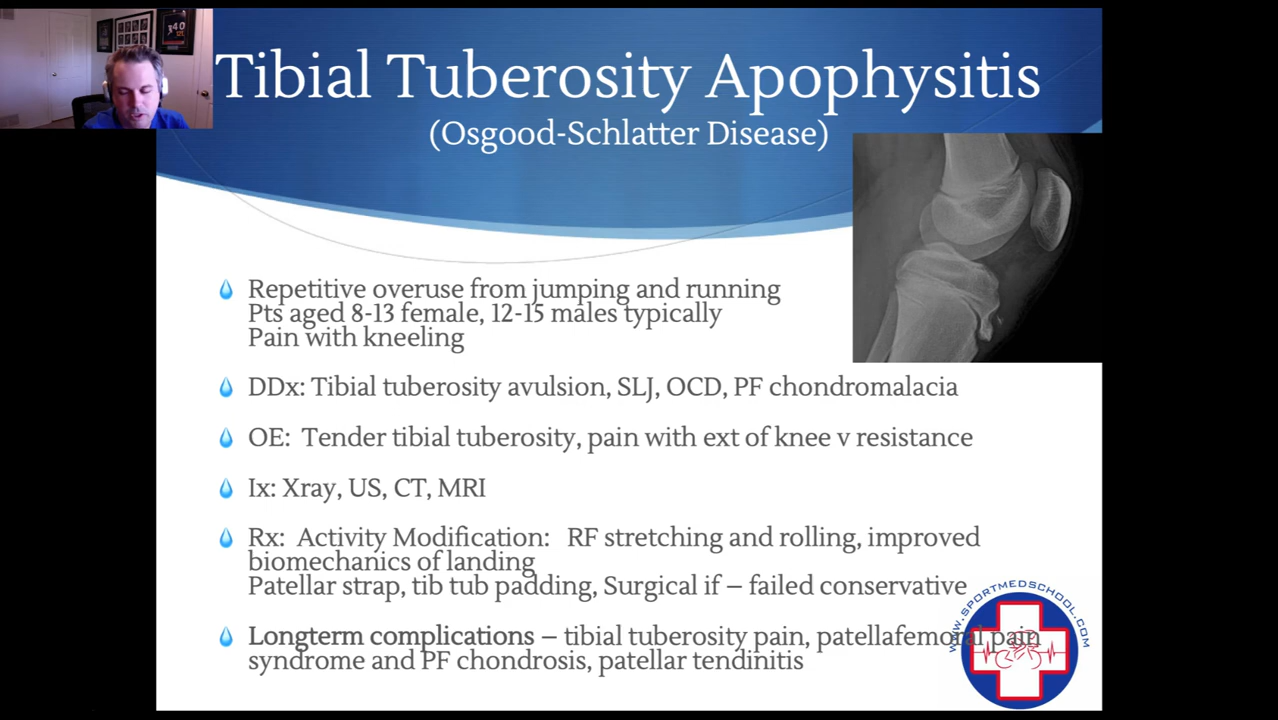 Tibial Tuberosity Apophysitis
(Osgood-Schlatter Disease)
Repetitive overuse from jumping and running
Pts aged 8-13 female, 12-15 males typically
Pain with kneeling
DDx: Tibial tuberosity avulsion, SLJ, OCD, PF chondromalacia
OE: Tender tibial tuberosity, pain with ext of knee v resistance
Ix: Xray, US, CT, MRI
Rx: Activity Modification: RF stretching and rolling, improved
biomechanics of landing
Patellar strap, tib tub padding, Surgical if – failed conservative
Longterm complications – tibial tuberosity pain, patellafemoral pain
syndrome and PF chondrosis, patellar tendinitis
WWW.SPORTMEDSCHOOL.COM
40